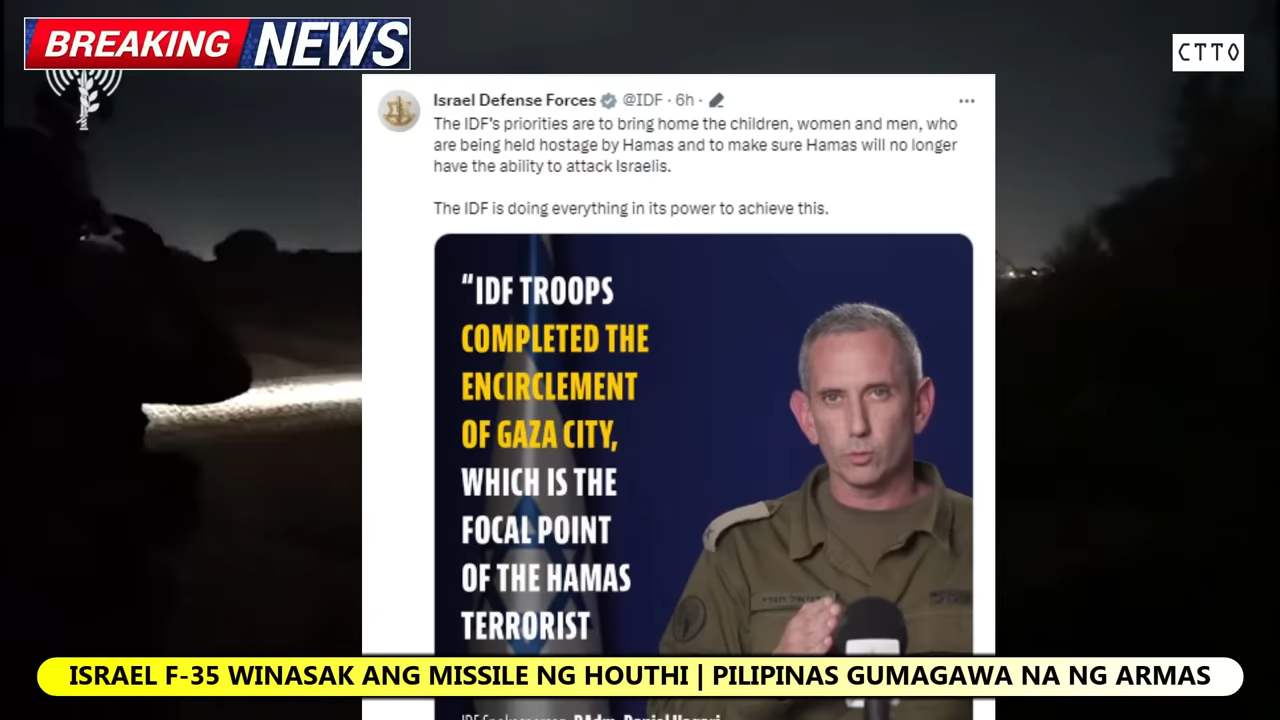 BREAKING NEWS
CTTO
Israel Defense Forces @IDF · 6h ·
The IDF's priorities are to bring home the children, women and men, who
are being held hostage by Hamas and to make sure Hamas will no longer
have the ability to attack Israelis.
The IDF is doing everything in its power to achieve this.
“IDF TROOPS
COMPLETED THE
ENCIRCLEMENT
OF GAZA CITY,
WHICH IS THE
FOCAL POINT
OF THE HAMAS
TERRORIST
ISRAEL F-35 WINASAK ANG MISSILE NG HOUTHI | PILIPINAS GUMAGAWA NA NG ARMAS